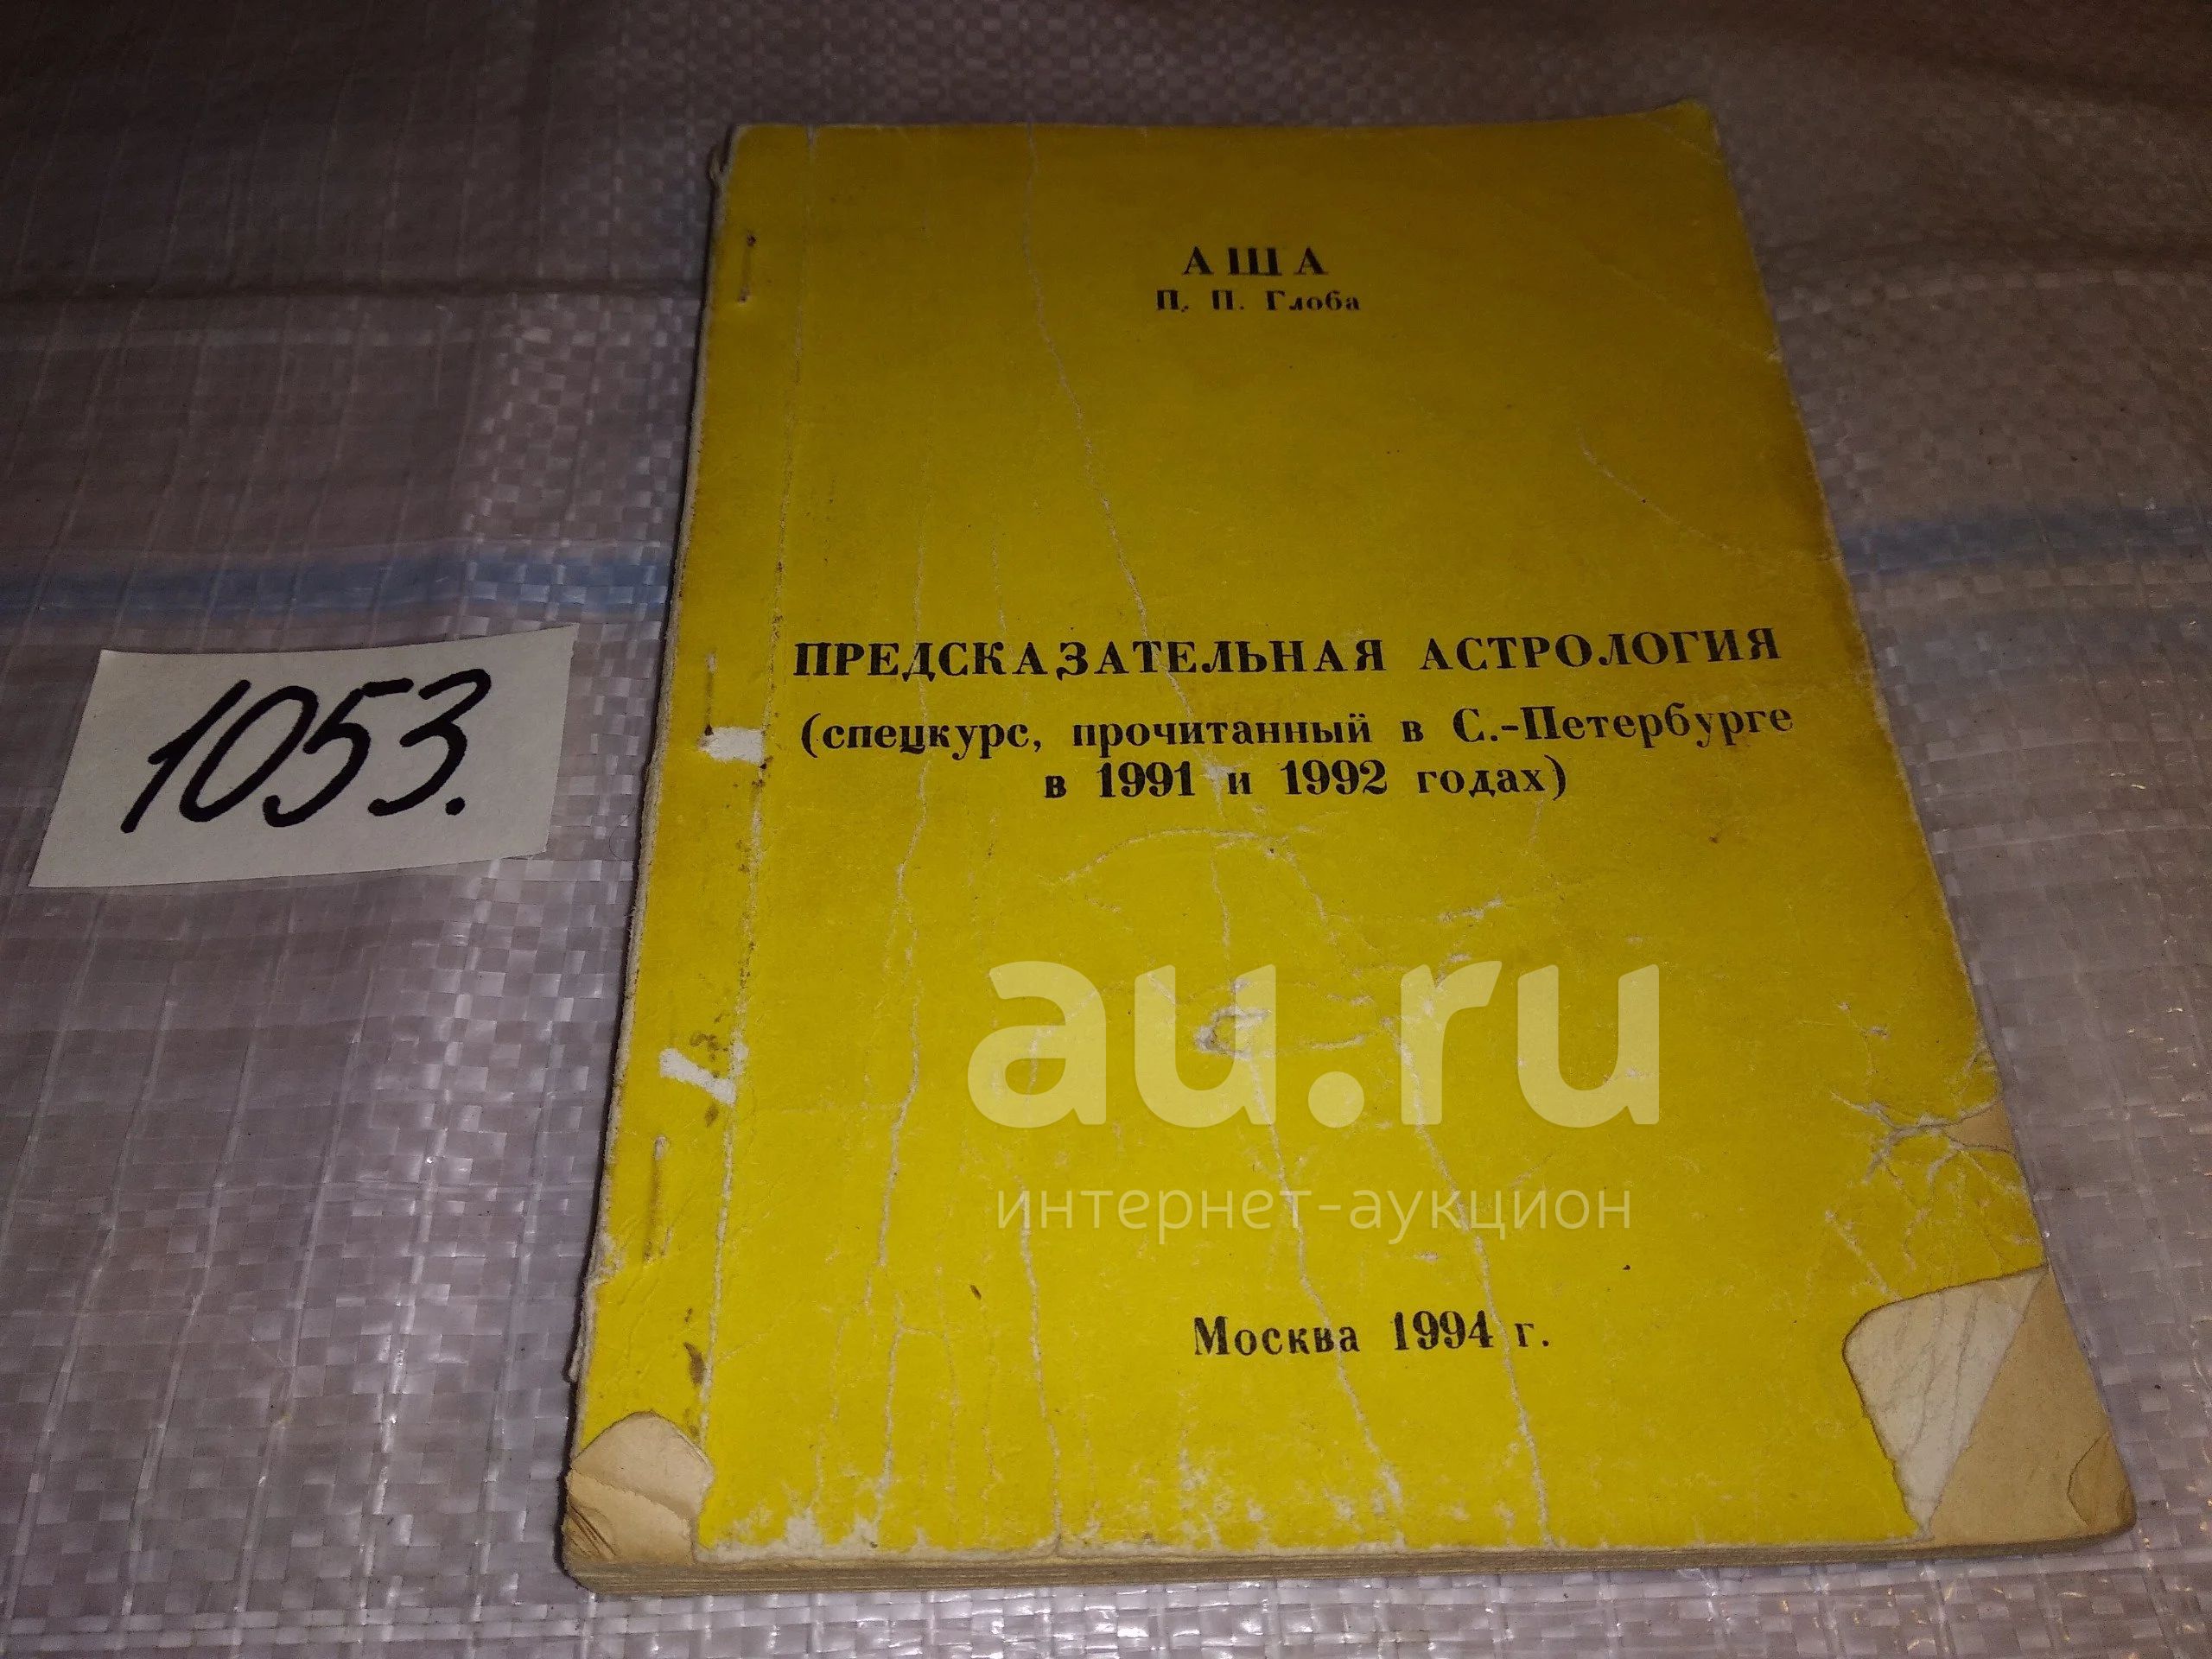 АША
П. П. Глоба
ПРЕДСКАЗАТЕЛЬНАЯ АСТРОЛОГИЯ
(спецкурс, прочитанный в С.-Петербурге
в 1991 и 1992 годах)
1053.
au.ru
интернет-аукцион
Москва 1994 г.